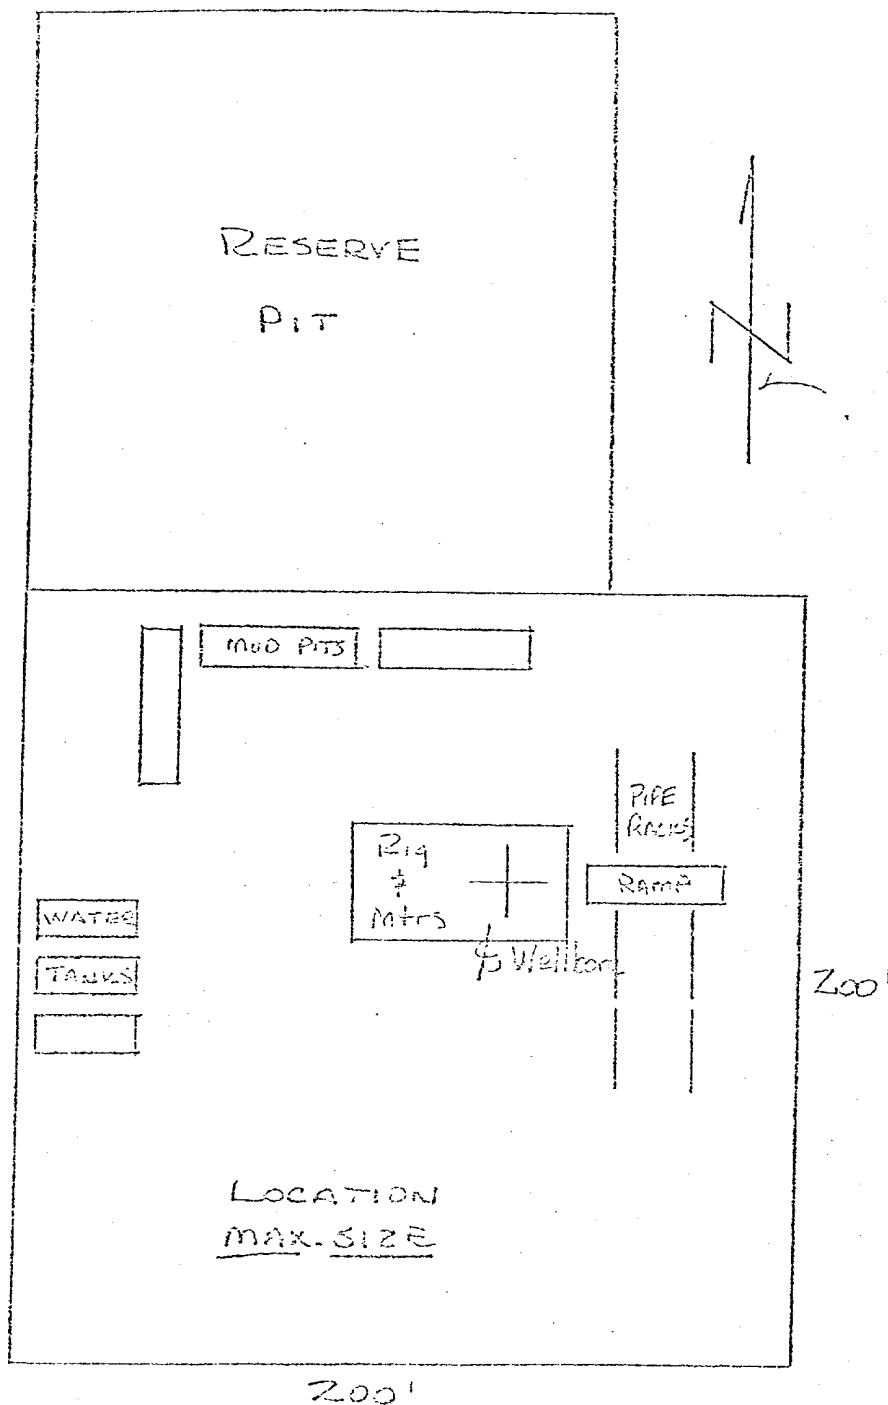 RESERVE
PIT
N
MUD PITS
PIPE
RACKS
Rig
&
Mtrs
RAMP
WATER
TANKS
℄ Wellbore
200'
LOCATION
MAX. SIZE
200'